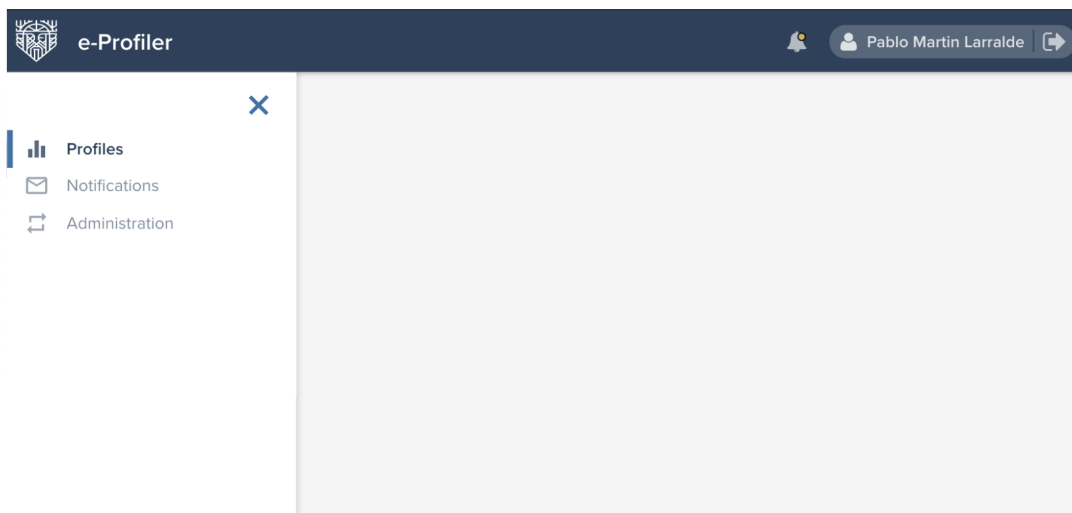 e-Profiler
Pablo Martin Larralde
Profiles
Notifications
Administration